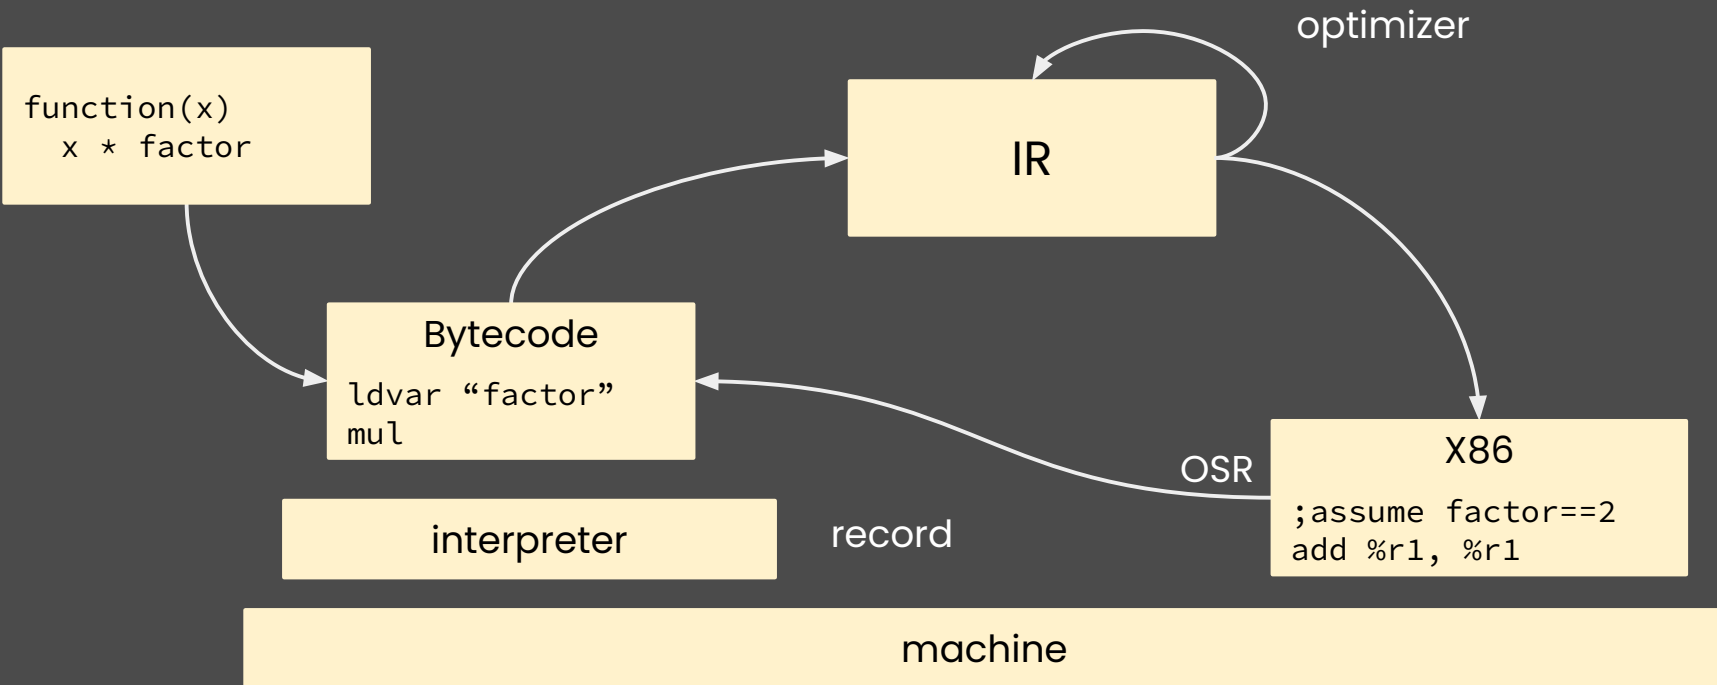 optimizer
function(x)
  x * factor
IR
Bytecode
ldvar “factor”
mul
OSR
X86
;assume factor==2
add %r1, %r1
interpreter
record
machine